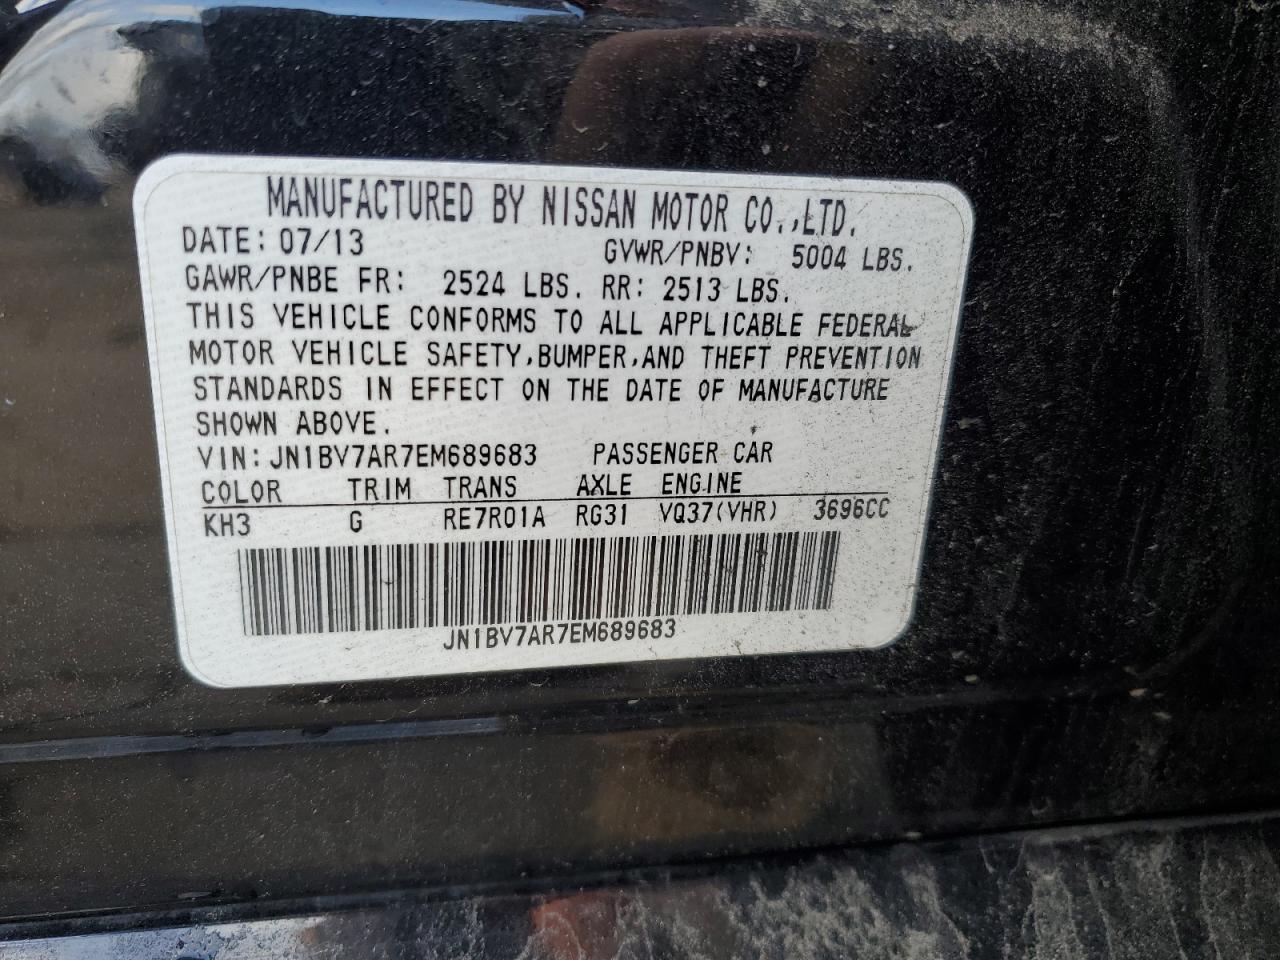 MANUFACTURED BY NISSAN MOTOR CO.,LTD.
DATE: 07/13 GVWR/PNBV: 5004 LBS.
GAWR/PNBE FR: 2524 LBS. RR: 2513 LBS.
THIS VEHICLE CONFORMS TO ALL APPLICABLE FEDERAL
MOTOR VEHICLE SAFETY,BUMPER,AND THEFT PREVENTION
STANDARDS IN EFFECT ON THE DATE OF MANUFACTURE
SHOWN ABOVE.
VIN:JN1BV7AR7EM689683 PASSENGER CAR
COLOR TRIM TRANS AXLE ENGINE
KH3 G RE7R01A RG31 VQ37(VHR) 3696CC
JN1BV7AR7EM689683